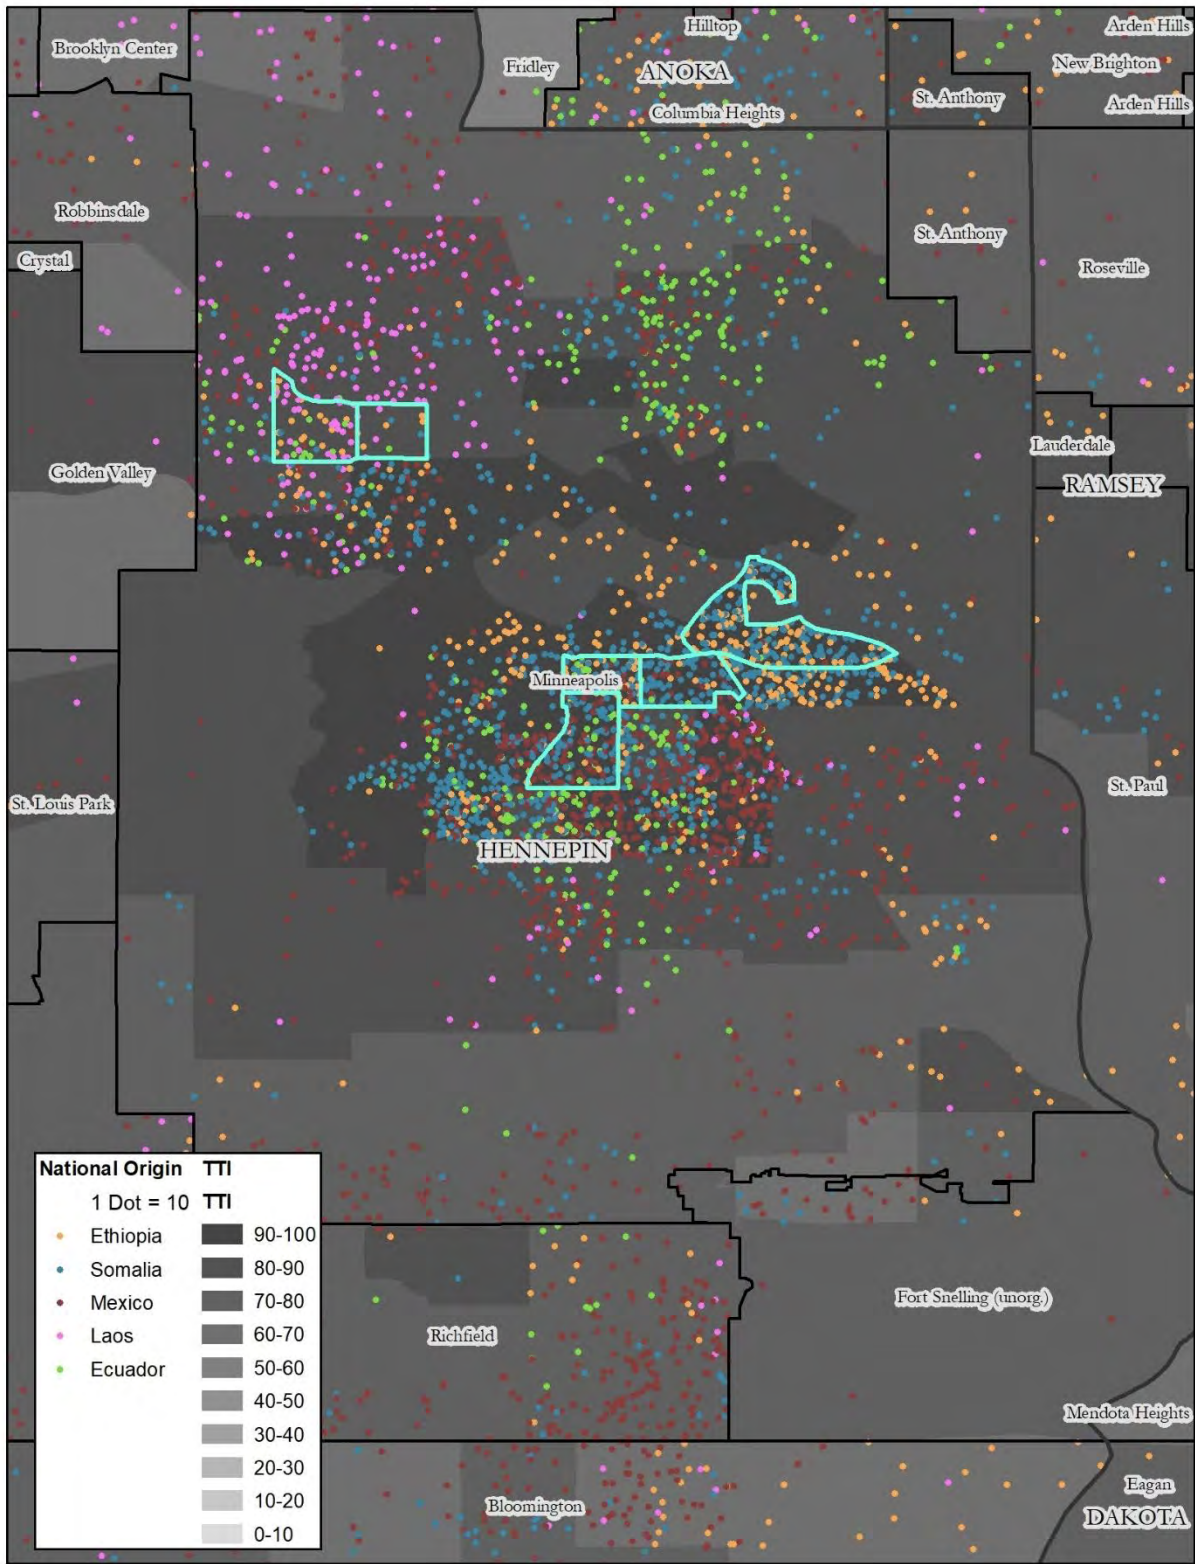 Hilltop
Arden Hills
Brooklyn Center
New Brighton
Fridley
ANOKA
St. Anthony
Arden Hills
Columbia Heights
Robbinsdale
St. Anthony
Crystal
Roseville
Lauderdale
Golden Valley
RAMSEY
Minneapolis
St. Paul
St. Louis Park
HENNEPIN
National Origin TTI
1 Dot = 10 TTI
Ethiopia 90-100
Somalia 80-90
Mexico 70-80
Laos 60-70
Ecuador 50-60
40-50
30-40
20-30
10-20
0-10
Fort Snelling (unorg.)
Richfield
Mendota Heights
Eagan
Bloomington
DAKOTA